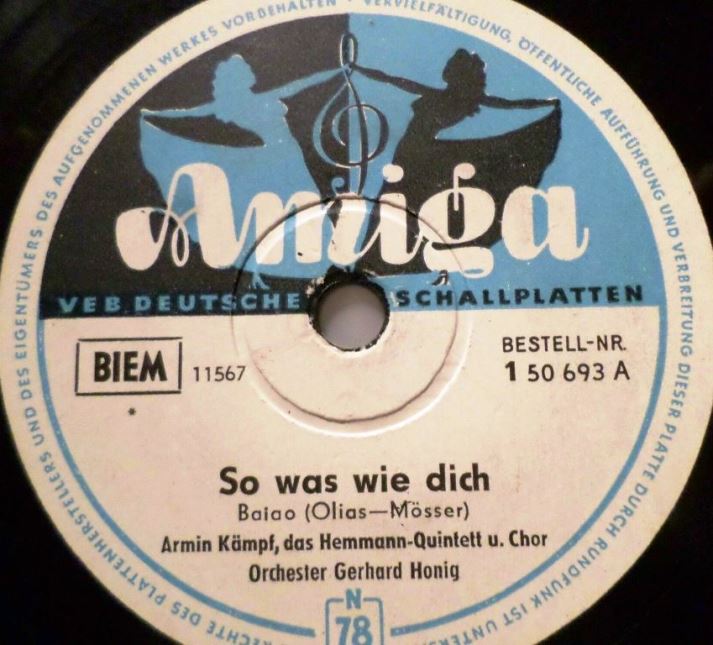 RECHTE DES PLATTENHERSTELLERS UND DES EIGENTÜMERS DES AUFGENOMMENEN WERKES VORBEHALTEN · VERVIELFÄLTIGUNG, ÖFFENTLICHE AUFFÜHRUNG UND VERBREITUNG DIESER PLATTE DURCH RUNDFUNK IST UNTERS
Amiga
VEB DEUTSCHE SCHALLPLATTEN
BIEM 11567
BESTELL-NR.
1 50 693 A
*
So was wie dich
Baiao (Olias—Mösser)
Armin Kämpf, das Hemmann-Quintett u. Chor
Orchester Gerhard Honig
N
78